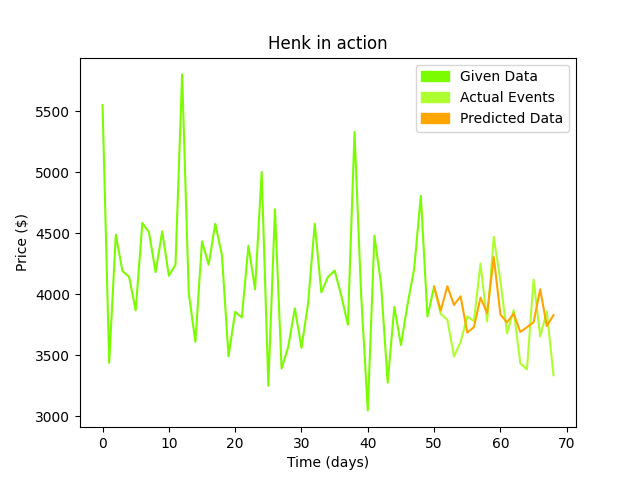 Henk in action
Given Data
Actual Events
Predicted Data
Price ($)
5500
5000
4500
4000
3500
3000
0 10 20 30 40 50 60 70
Time (days)